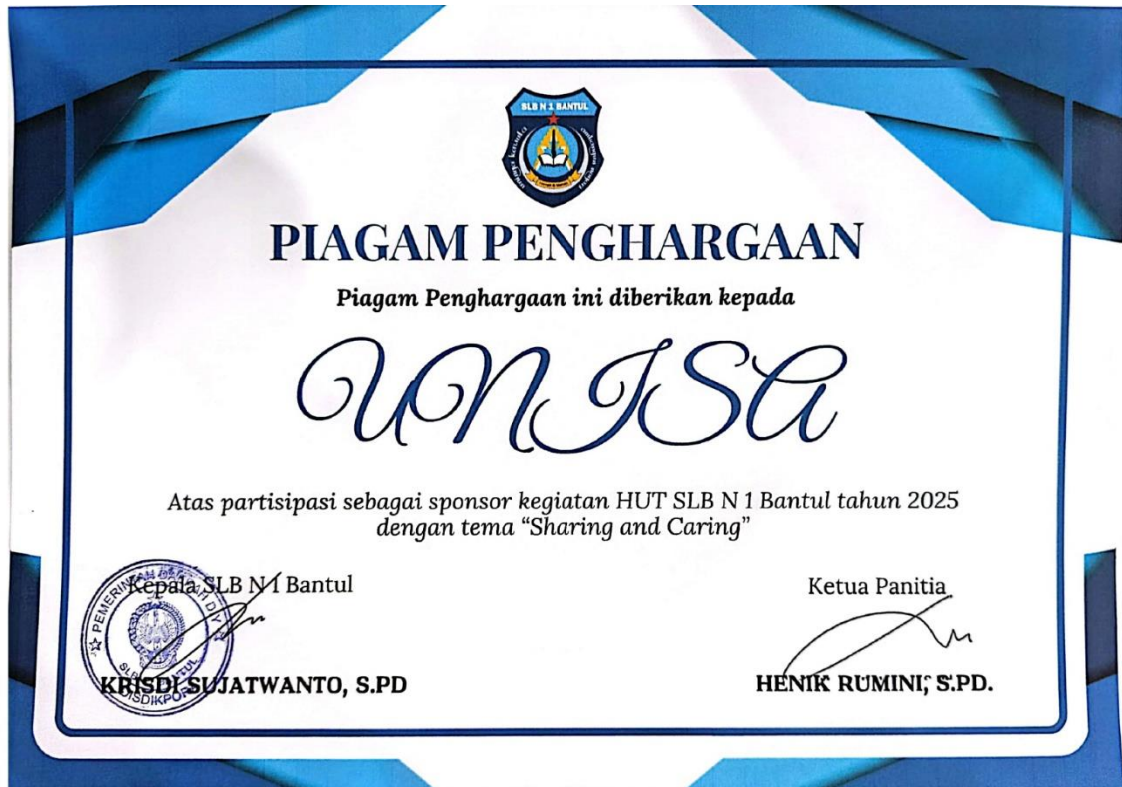 SLB N 1 BANTUL
PIAGAM PENGHARGAAN
Piagam Penghargaan ini diberikan kepada
UNISA
Atas partisipasi sebagai sponsor kegiatan HUT SLB N 1 Bantul tahun 2025
dengan tema “Sharing and Caring”
Kepala SLB N 1 Bantul
Ketua Panitia
KRISDI SUJATWANTO, S.PD
HENIK RUMINI, S.PD.